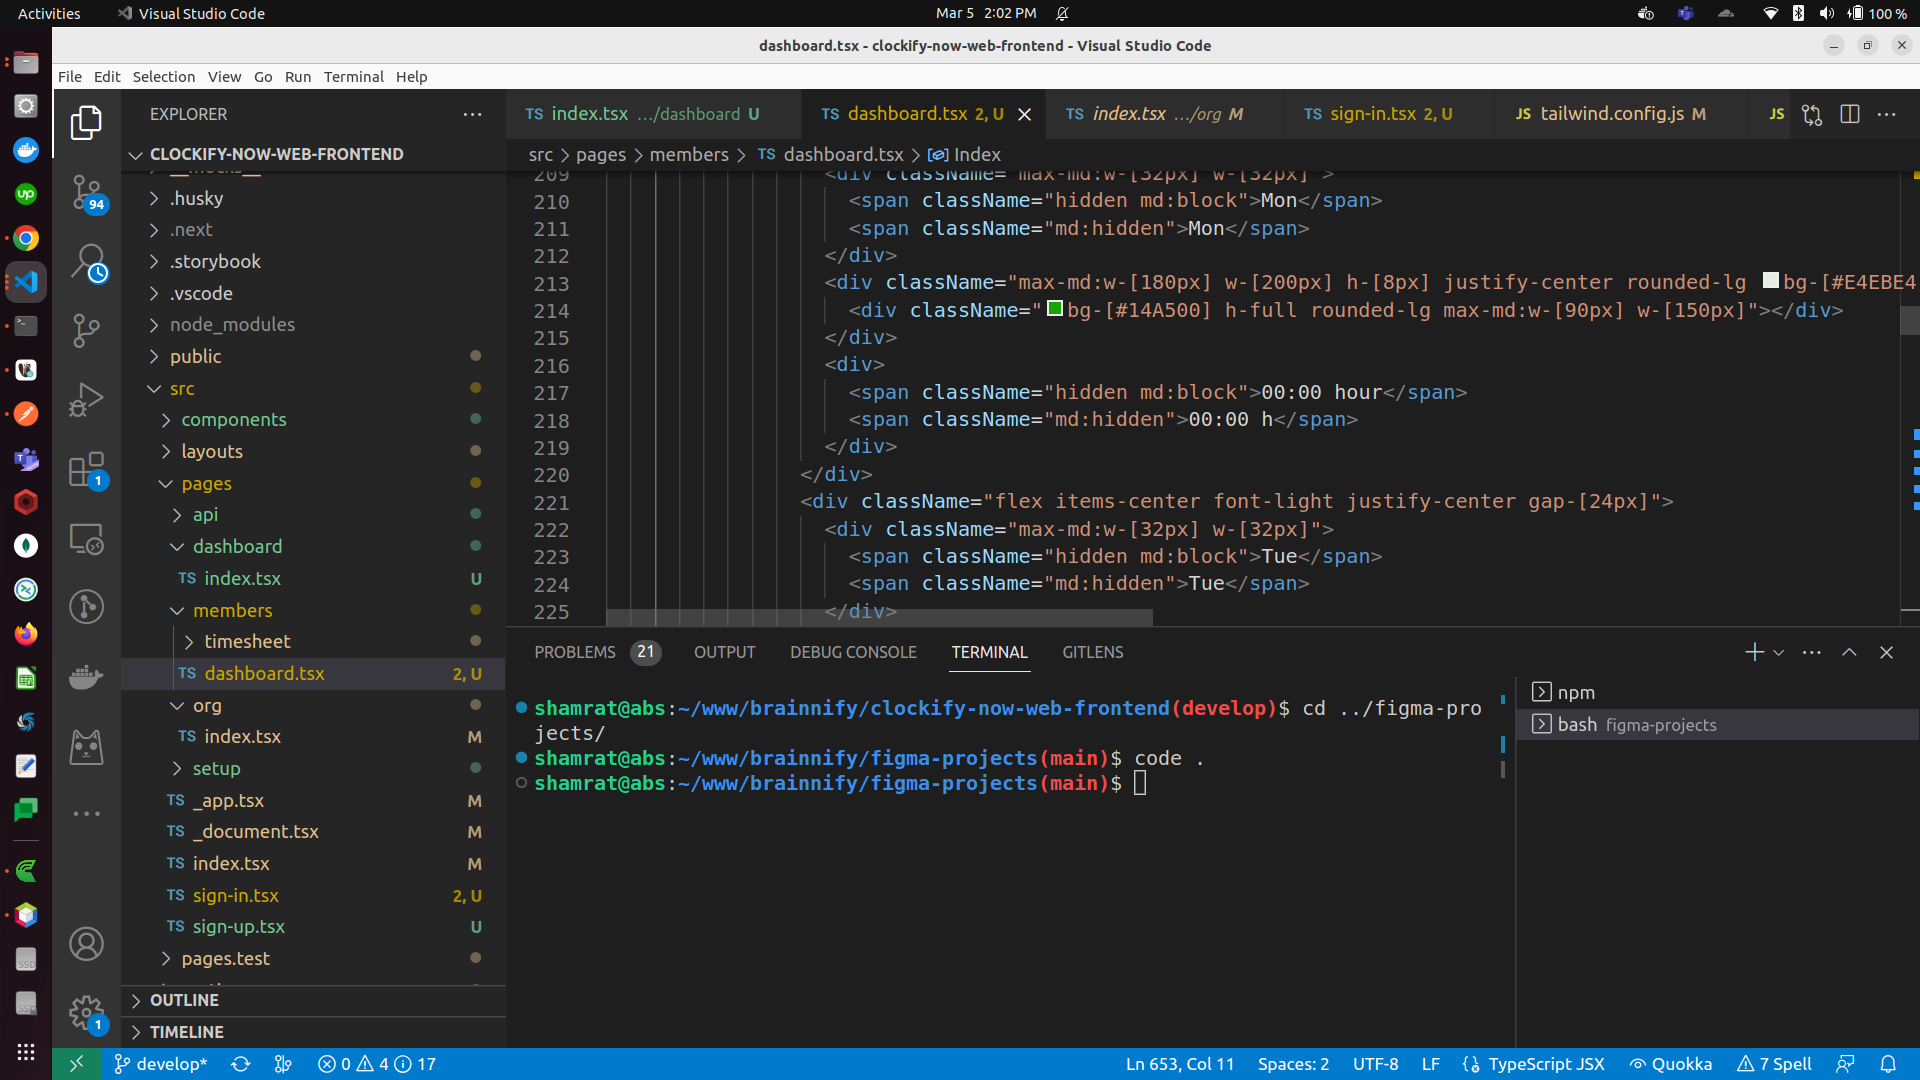 Activities
Visual Studio Code
Mar 5 2:02 PM
100 %
dashboard.tsx - clockify-now-web-frontend - Visual Studio Code
File Edit Selection View Go Run Terminal Help
EXPLORER
CLOCKIFY-NOW-WEB-FRONTEND
__mocks__
.husky
.next
.storybook
.vscode
node_modules
public
src
components
layouts
pages
api
dashboard
TS index.tsx U
members
timesheet
TS dashboard.tsx 2, U
org
TS index.tsx M
setup
TS _app.tsx M
TS _document.tsx M
TS index.tsx M
TS sign-in.tsx 2, U
TS sign-up.tsx U
pages.test
OUTLINE
TIMELINE
94
1
1
up
SSD
SSD
TS index.tsx .../dashboard U
TS dashboard.tsx 2, U
TS index.tsx .../org M
TS sign-in.tsx 2, U
JS tailwind.config.js M
JS
src > pages > members > TS dashboard.tsx > Index
209 <div className="max-md:w-[32px] w-[32px]">
210 <span className="hidden md:block">Mon</span>
211 <span className="md:hidden">Mon</span>
212 </div>
213 <div className="max-md:w-[180px] w-[200px] h-[8px] justify-center rounded-lg bg-[#E4EBE4
214 <div className="bg-[#14A500] h-full rounded-lg max-md:w-[90px] w-[150px]"></div>
215 </div>
216 <div>
217 <span className="hidden md:block">00:00 hour</span>
218 <span className="md:hidden">00:00 h</span>
219 </div>
220 </div>
221 <div className="flex items-center font-light justify-center gap-[24px]">
222 <div className="max-md:w-[32px] w-[32px]">
223 <span className="hidden md:block">Tue</span>
224 <span className="md:hidden">Tue</span>
225 </div>
PROBLEMS 21 OUTPUT DEBUG CONSOLE TERMINAL GITLENS
shamrat@abs:~/www/brainnify/clockify-now-web-frontend(develop)$ cd ../figma-pro
jects/
shamrat@abs:~/www/brainnify/figma-projects(main)$ code .
shamrat@abs:~/www/brainnify/figma-projects(main)$
npm
bash figma-projects
develop* 0 4 17
Ln 653, Col 11 Spaces: 2 UTF-8 LF {} TypeScript JSX Quokka 7 Spell